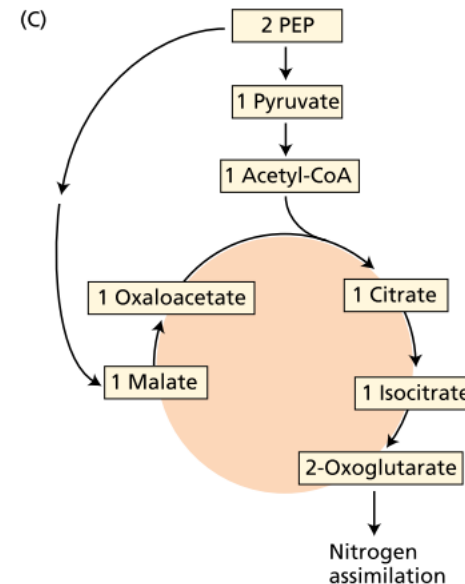 (C)
2 PEP
1 Pyruvate
1 Acetyl-CoA
1 Oxaloacetate
1 Citrate
1 Malate
1 Isocitrate
2-Oxoglutarate
Nitrogen
assimilation